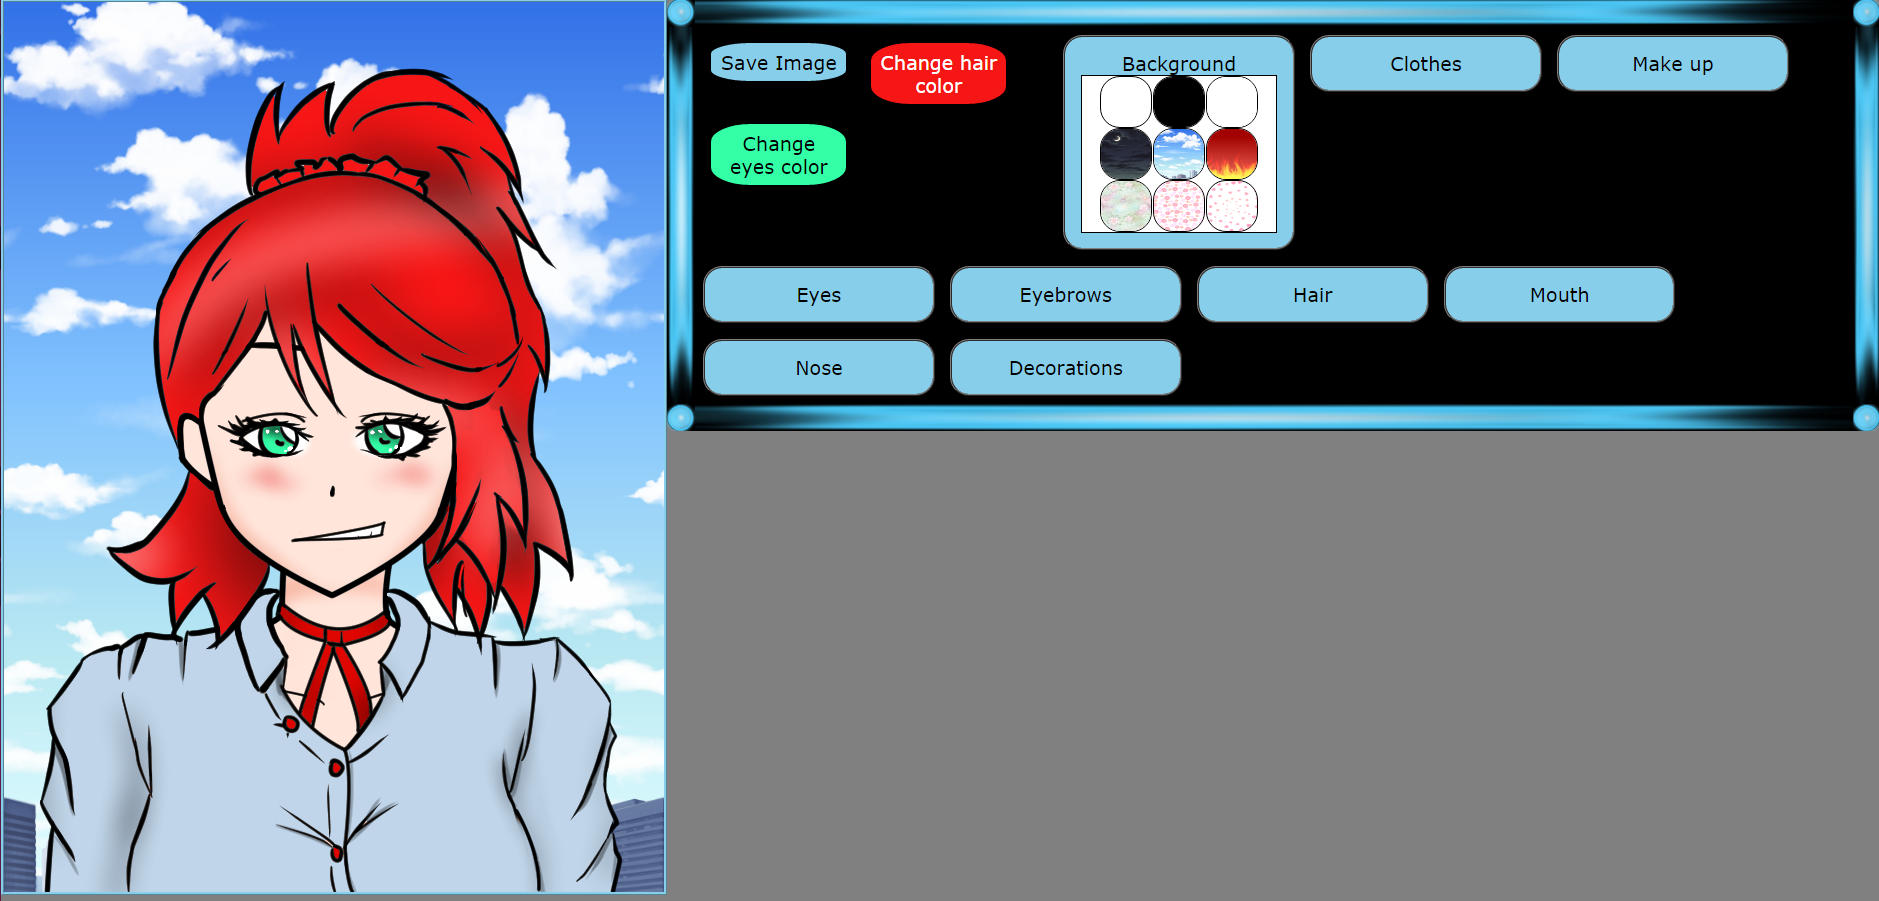 Save Image
Change hair
color
Background
Clothes
Make up
Change
eyes color
Eyes
Eyebrows
Hair
Mouth
Nose
Decorations